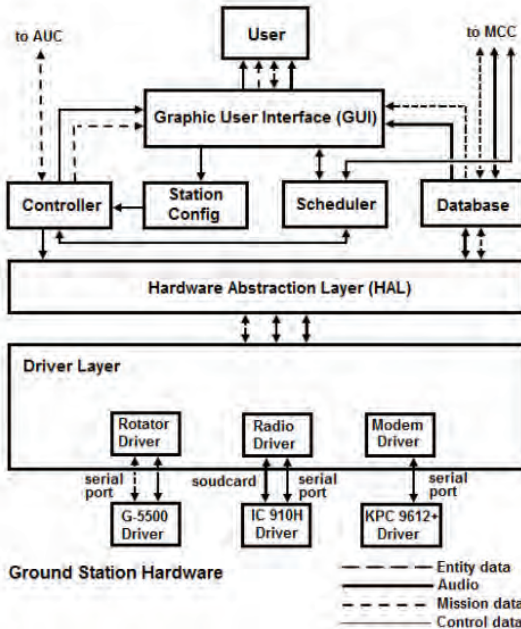 to AUC
User
to MCC
Graphic User Interface (GUI)
Controller
Station
Config
Scheduler
Database
Hardware Abstraction Layer (HAL)
Driver Layer
Rotator
Driver
Radio
Driver
Modem
Driver
serial
port
soudcard
serial
port
serial
port
G-5500
Driver
IC 910H
Driver
KPC 9612+
Driver
Ground Station Hardware
Entity data
Audio
Mission data
Control data